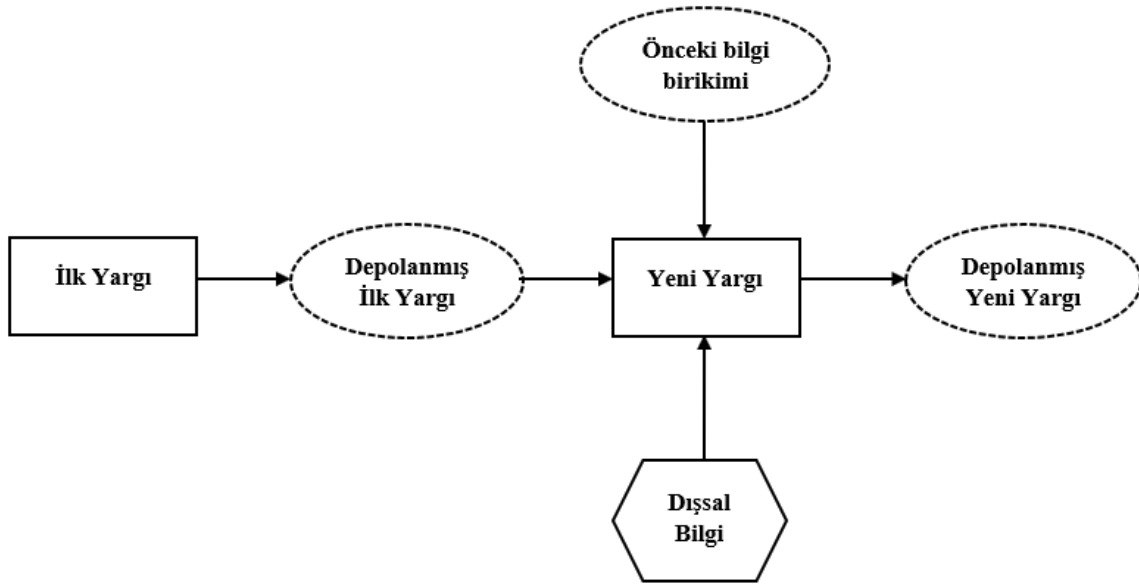 Önceki bilgi
birikimi
İlk Yargı
Depolanmış
İlk Yargı
Yeni Yargı
Depolanmış
Yeni Yargı
Dışsal
Bilgi